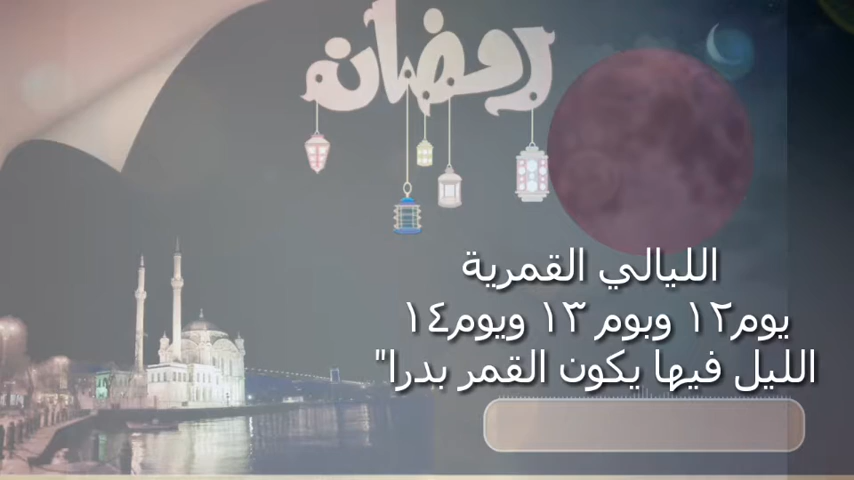 رمضان
الليالي القمرية
يوم١٢ وبوم ١٣ ويوم١٤
الليل فيها يكون القمر بدرا"